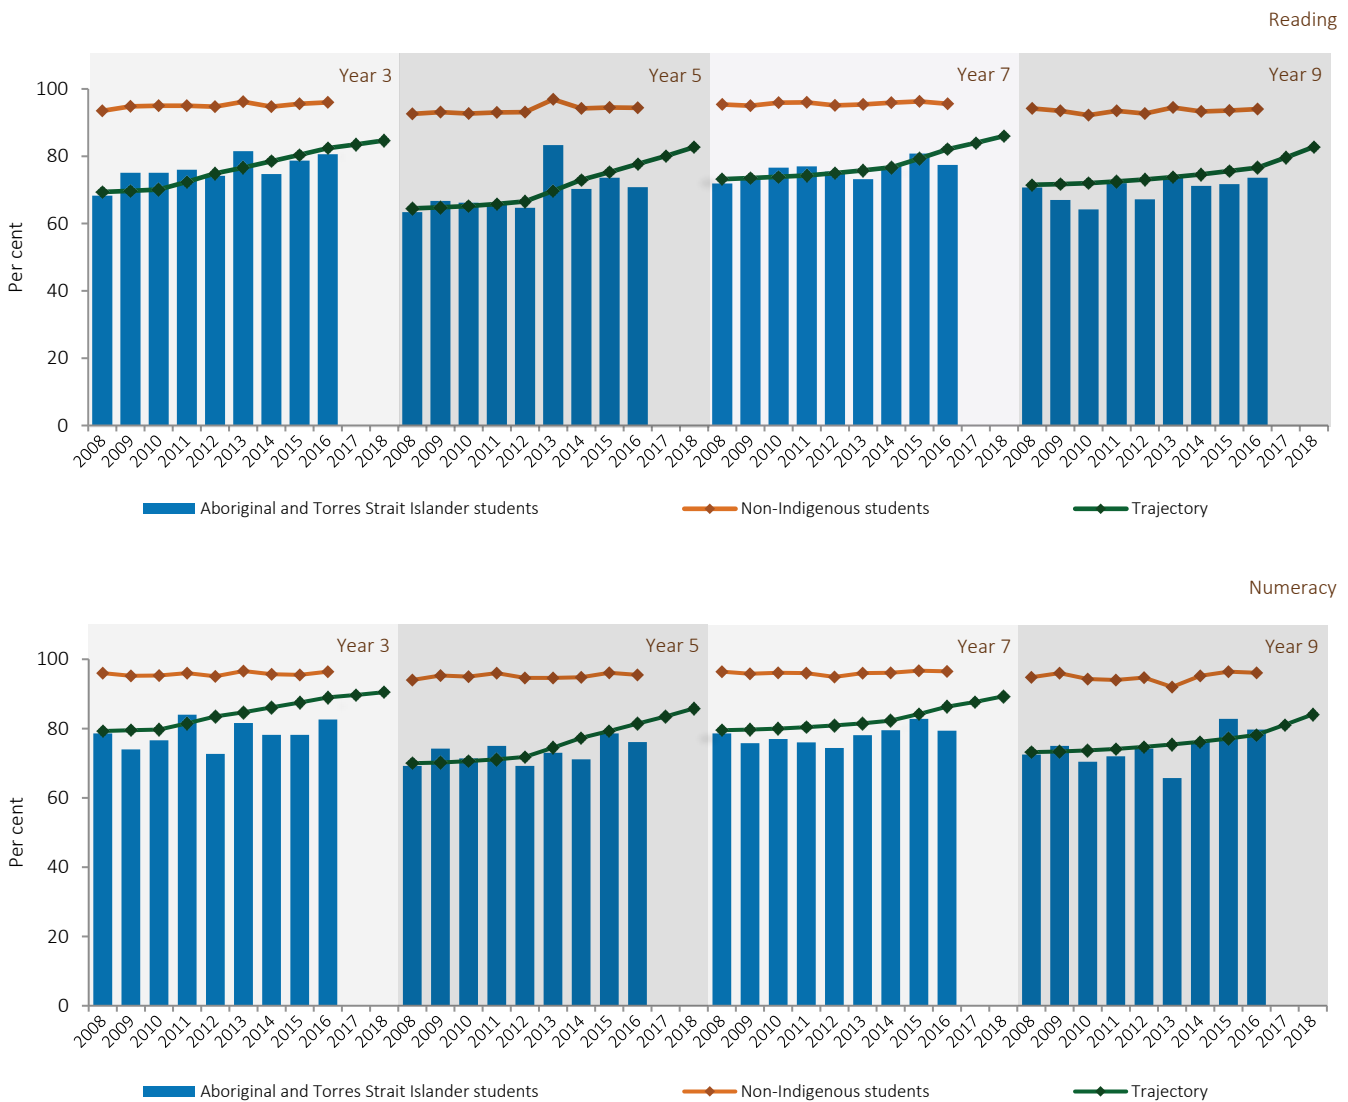 Reading
Year 3 Year 5 Year 7 Year 9
Per cent
100
80
60
40
20
0
2008 2009 2010 2011 2012 2013 2014 2015 2016 2017 2018 2008 2009 2010 2011 2012 2013 2014 2015 2016 2017 2018 2008 2009 2010 2011 2012 2013 2014 2015 2016 2017 2018 2008 2009 2010 2011 2012 2013 2014 2015 2016 2017 2018
Aboriginal and Torres Strait Islander students Non-Indigenous students Trajectory
Numeracy
Year 3 Year 5 Year 7 Year 9
Per cent
100
80
60
40
20
0
2008 2009 2010 2011 2012 2013 2014 2015 2016 2017 2018 2008 2009 2010 2011 2012 2013 2014 2015 2016 2017 2018 2008 2009 2010 2011 2012 2013 2014 2015 2016 2017 2018 2008 2009 2010 2011 2012 2013 2014 2015 2016 2017 2018
Aboriginal and Torres Strait Islander students Non-Indigenous students Trajectory